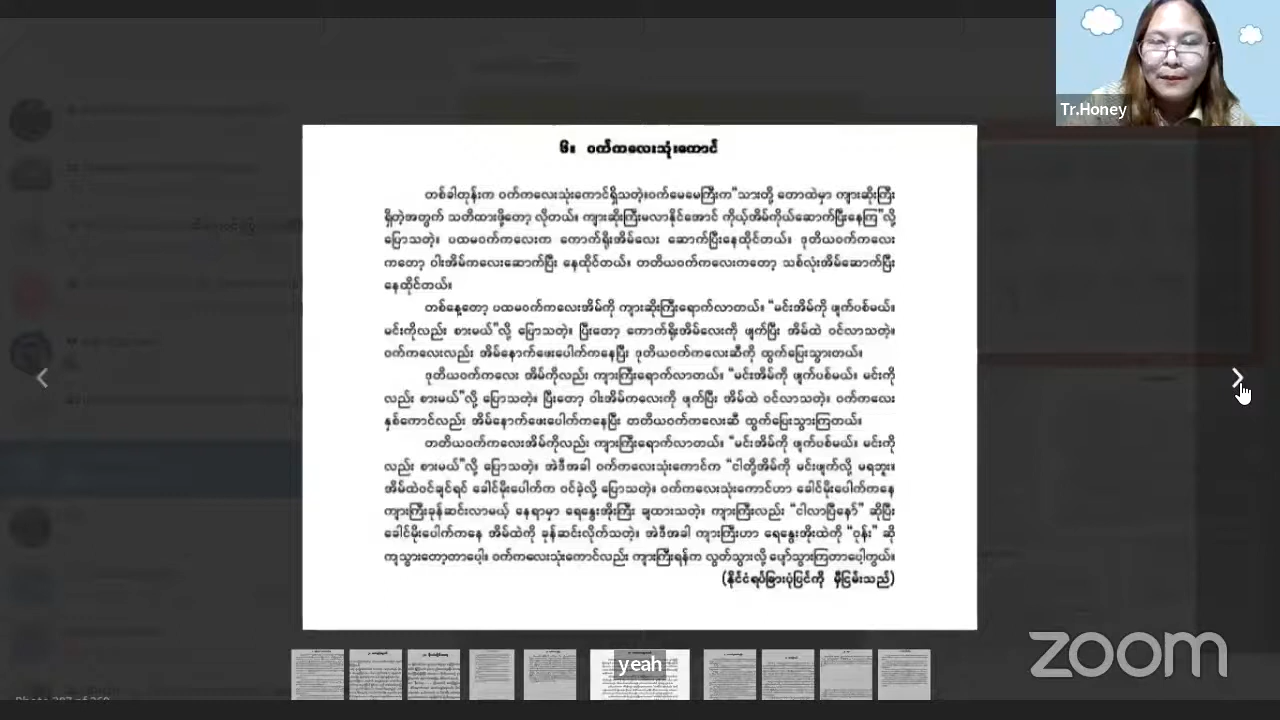 Tr.Honey
၆။ ဝက်ကလေးသုံးကောင်
တစ်ခါတုန်းက ဝက်ကလေးသုံးကောင်ရှိသတဲ့။ ဝက်မေမေကြီးက“သားတို့ တောထဲမှာ ကျားဆိုးကြီး
ရှိတဲ့အတွက် သတိထားဖို့တော့ လိုတယ်။ ကျားဆိုးကြီးမလာနိုင်အောင် ကိုယ့်အိမ်ကိုယ်ဆောက်ပြီးနေကြ”လို့
ပြောသတဲ့။ ပထမဝက်ကလေးက ကောက်ရိုးအိမ်လေး ဆောက်ပြီးနေထိုင်တယ်။ ဒုတိယဝက်ကလေး
ကတော့ ဝါးအိမ်ကလေးဆောက်ပြီး နေထိုင်တယ်။ တတိယဝက်ကလေးကတော့ သစ်လုံးအိမ်ဆောက်ပြီး
နေထိုင်တယ်။
တစ်နေ့တော့ ပထမဝက်ကလေးအိမ်ကို ကျားဆိုးကြီးရောက်လာတယ်။ “မင်းအိမ်ကို ဖျက်ပစ်မယ်။
မင်းကိုလည်း စားမယ်”လို့ ပြောသတဲ့။ ပြီးတော့ ကောက်ရိုးအိမ်လေးကို ဖျက်ပြီး အိမ်ထဲ ဝင်လာသတဲ့။
ဝက်ကလေးလည်း အိမ်နောက်ဖေးပေါက်ကနေပြီး ဒုတိယဝက်ကလေးဆီကို ထွက်ပြေးသွားတယ်။
ဒုတိယဝက်ကလေး အိမ်ကိုလည်း ကျားကြီးရောက်လာတယ်။ “မင်းအိမ်ကို ဖျက်ပစ်မယ်။ မင်းကို
လည်း စားမယ်”လို့ ပြောသတဲ့။ ပြီးတော့ ဝါးအိမ်ကလေးကို ဖျက်ပြီး အိမ်ထဲ ဝင်လာသတဲ့။ ဝက်ကလေး
နှစ်ကောင်လည်း အိမ်နောက်ဖေးပေါက်ကနေပြီး တတိယဝက်ကလေးဆီ ထွက်ပြေးသွားကြတယ်။
တတိယဝက်ကလေးအိမ်ကိုလည်း ကျားကြီးရောက်လာတယ်။ “မင်းအိမ်ကို ဖျက်ပစ်မယ်။ မင်းကို
လည်း စားမယ်”လို့ ပြောသတဲ့။ အဲဒီအခါ ဝက်ကလေးသုံးကောင်က “ငါတို့အိမ်ကို မင်းဖျက်လို့ မရဘူး။
အိမ်ထဲဝင်ချင်ရင် ခေါင်မိုးပေါက်က ဝင်ခဲ့လို့ ပြောသတဲ့။ ဝက်ကလေးသုံးကောင်ဟာ ခေါင်မိုးပေါက်ကနေ
ကျားကြီးခုန်ဆင်းလာမယ့် နေရာမှာ ရေနွေးအိုးကြီး ချထားသတဲ့။ ကျားကြီးလည်း “ငါလာပြီနော်” ဆိုပြီး
ခေါင်မိုးပေါက်ကနေ အိမ်ထဲကို ခုန်ဆင်းလိုက်သတဲ့။ အဲဒီအခါ ကျားကြီးဟာ ရေနွေးအိုးထဲကို “ဝုန်း” ဆို
ကျသွားတော့တာပေါ့။ ဝက်ကလေးသုံးကောင်လည်း ကျားကြီးရန်က လွတ်သွားလို့ ပျော်သွားကြတာပေါ့ကွယ်။
(နိုင်ငံရပ်ခြားပုံပြင်ကို မှီငြမ်းသည်)
yeah
zoom